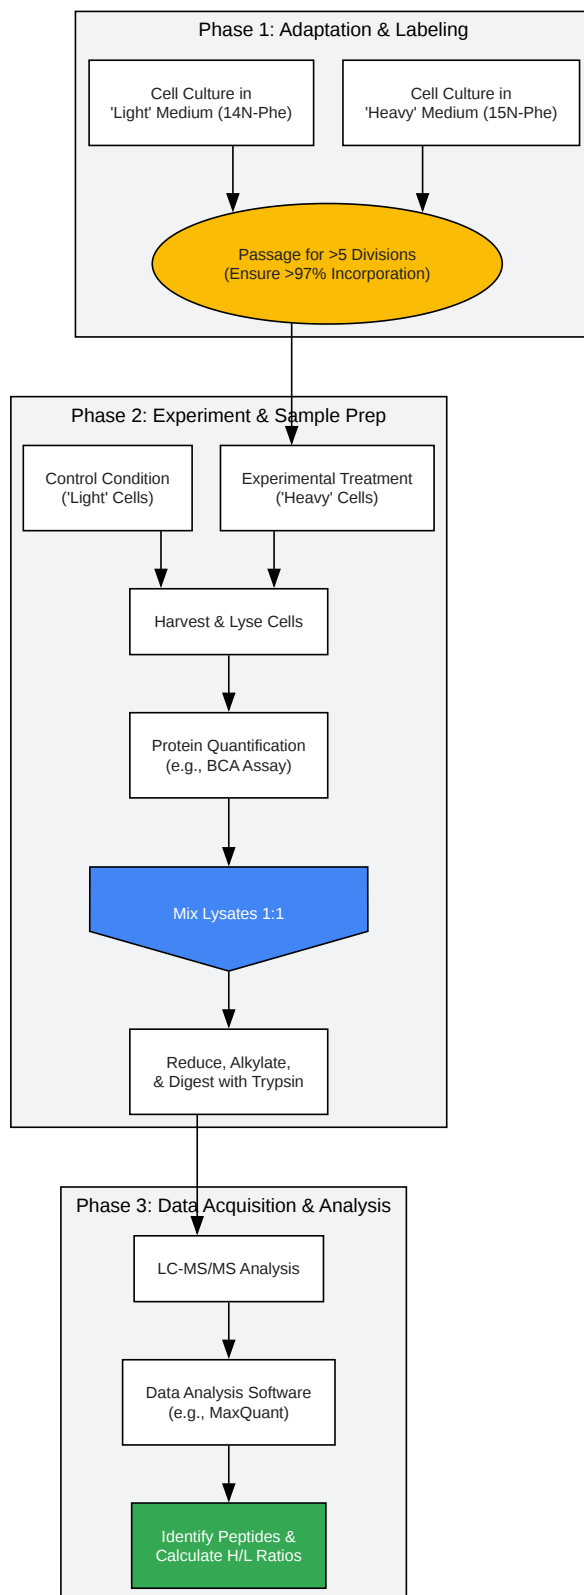 Phase 1: Adaptation & Labeling
Cell Culture in
'Light' Medium (14N-Phe)
Cell Culture in
'Heavy' Medium (15N-Phe)
Passage for >5 Divisions
(Ensure >97% Incorporation)
Phase 2: Experiment & Sample Prep
Control Condition
('Light' Cells)
Experimental Treatment
('Heavy' Cells)
Harvest & Lyse Cells
Protein Quantification
(e.g., BCA Assay)
Mix Lysates 1:1
Reduce, Alkylate,
& Digest with Trypsin
Phase 3: Data Acquisition & Analysis
LC-MS/MS Analysis
Data Analysis Software
(e.g., MaxQuant)
Identify Peptides &
Calculate H/L Ratios